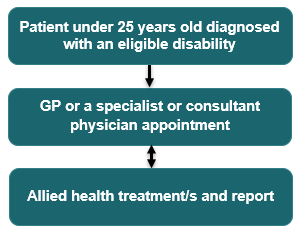 Patient under 25 years old diagnosed
with an eligible disability
GP or a specialist or consultant
physician appointment
Allied health treatment/s and report